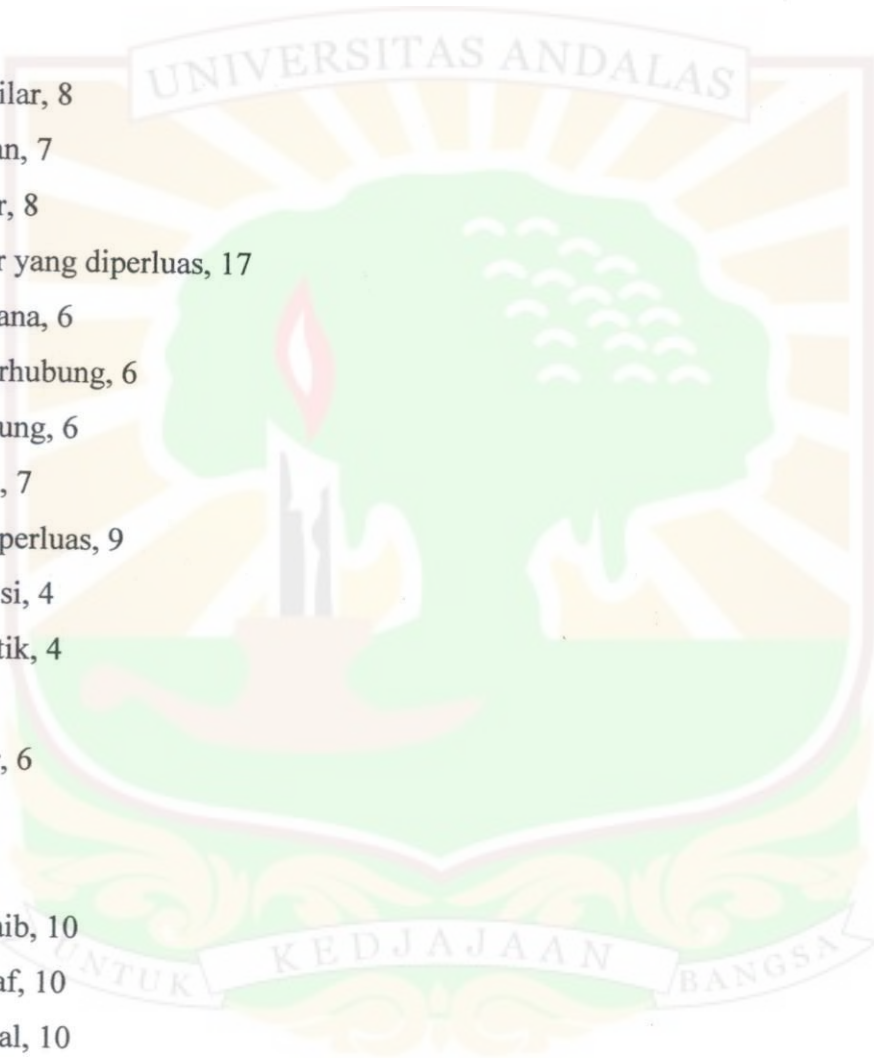 UNIVERSITAS ANDALAS
ilar, 8
an, 7
r, 8
r yang diperluas, 17
ana, 6
rhubung, 6
ung, 6
, 7
perluas, 9
si, 4
tik, 4
, 6
ib, 10
af, 10
al, 10
UNTUK KEDJAJAAN BANGSA